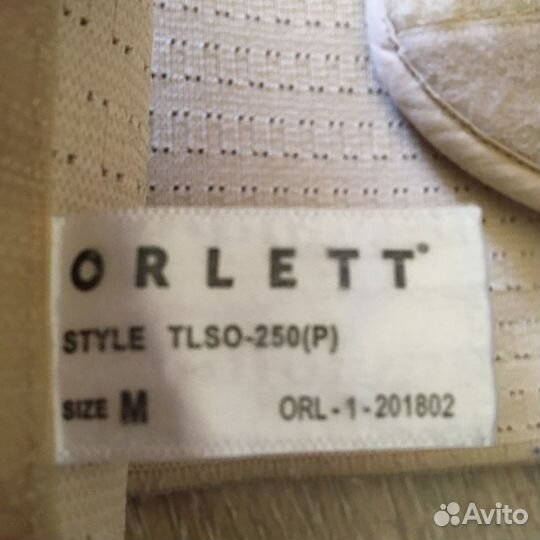 ORLETT®
STYLE TLSO-250(P)
SIZE M ORL-1-201802
Avito